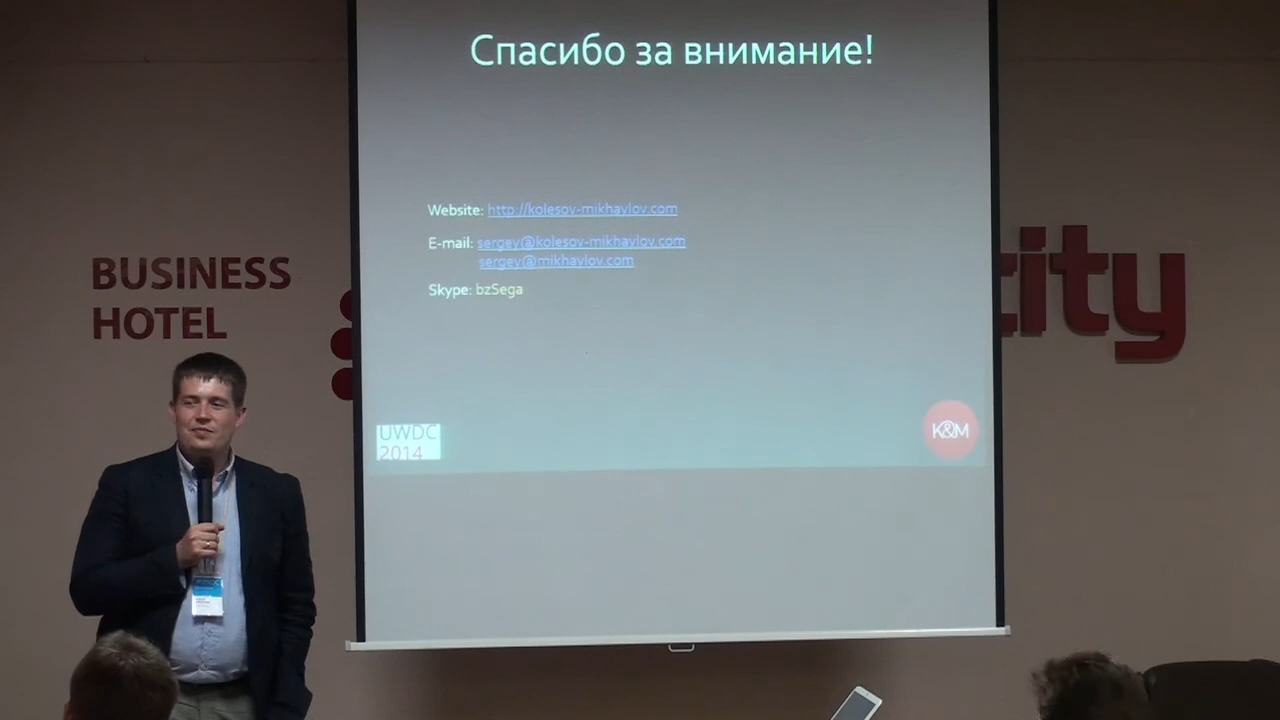 Спасибо за внимание!
Website: http://kolesov-mikhaylov.com
E-mail: sergey@kolesov-mikhaylov.com
sergey@mikhaylov.com
Skype: bzSega
BUSINESS
HOTEL
city
UWDC
2014
K&M